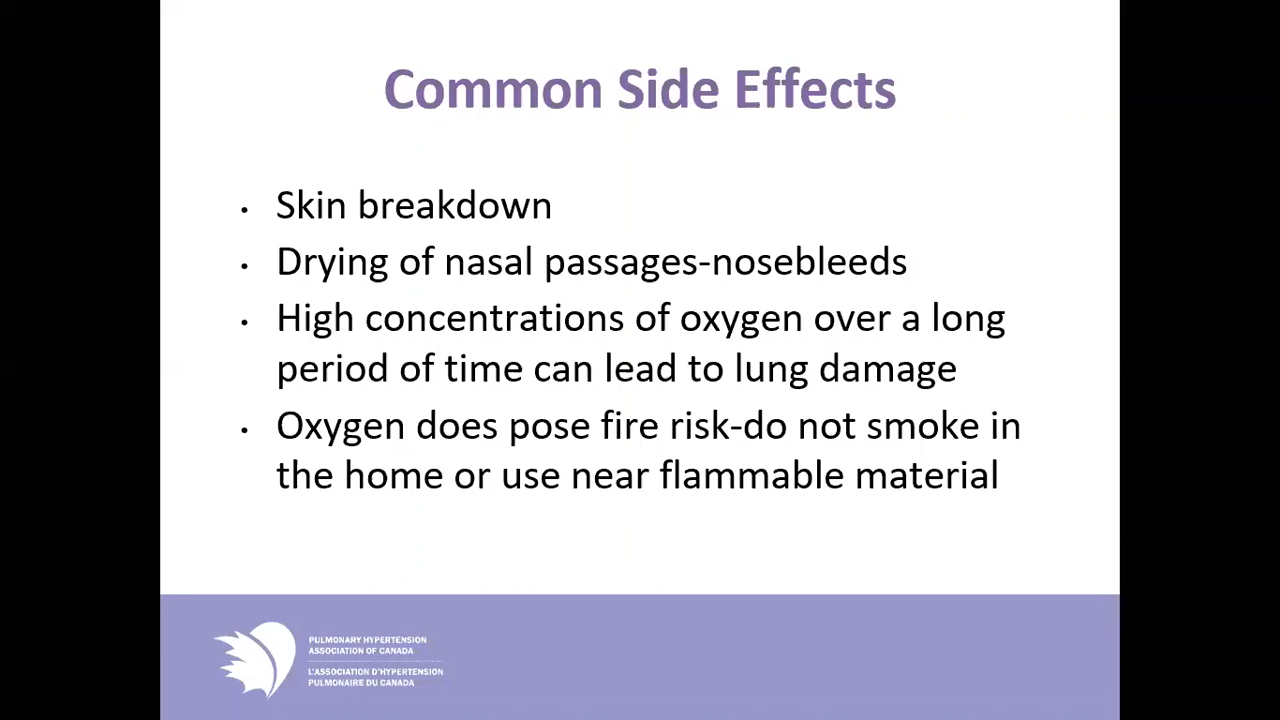 Common Side Effects
• Skin breakdown
• Drying of nasal passages-nosebleeds
• High concentrations of oxygen over a long
period of time can lead to lung damage
• Oxygen does pose fire risk-do not smoke in
the home or use near flammable material
PULMONARY HYPERTENSION
ASSOCIATION OF CANADA
L'ASSOCIATION D'HYPERTENSION
PULMONAIRE DU CANADA